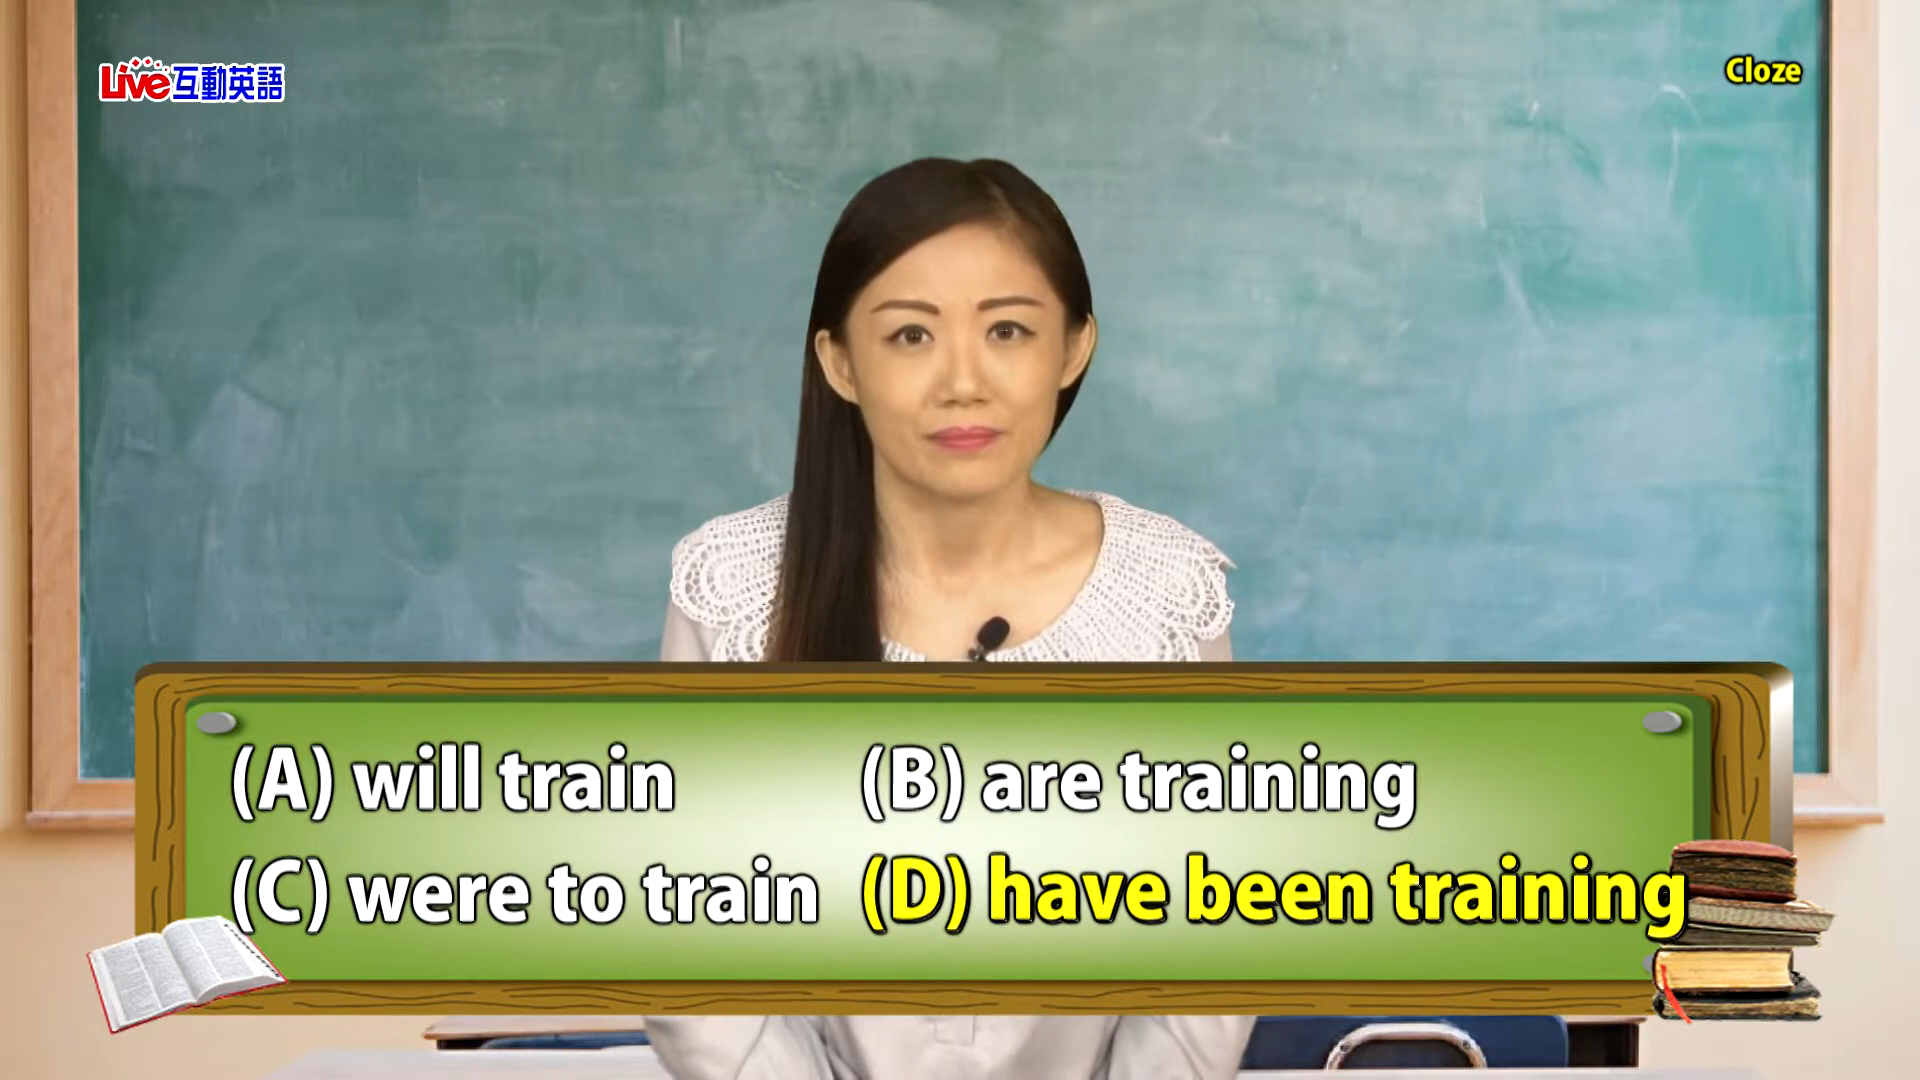 Live互動英語
Cloze
(A) will train
(B) are training
(C) were to train
(D) have been training